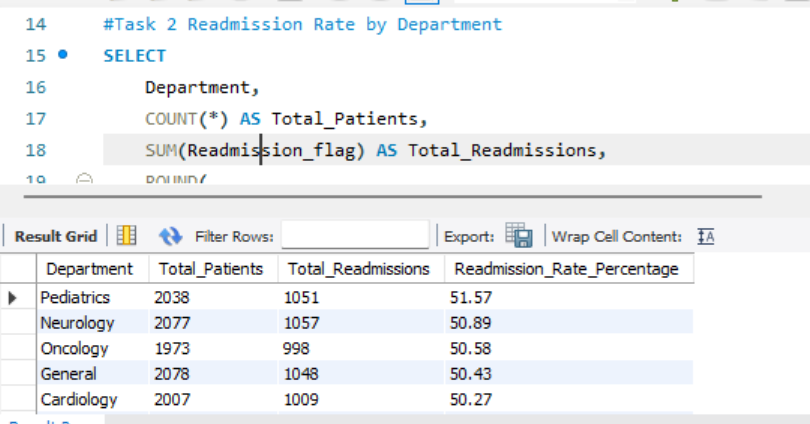 14 #Task 2 Readmission Rate by Department
15 SELECT
16 Department,
17 COUNT(*) AS Total_Patients,
18 SUM(Readmission_flag) AS Total_Readmissions,
19 ROUND(
Result Grid Filter Rows: Export: Wrap Cell Content: IA
Department Total_Patients Total_Readmissions Readmission_Rate_Percentage
Pediatrics 2038 1051 51.57
Neurology 2077 1057 50.89
Oncology 1973 998 50.58
General 2078 1048 50.43
Cardiology 2007 1009 50.27